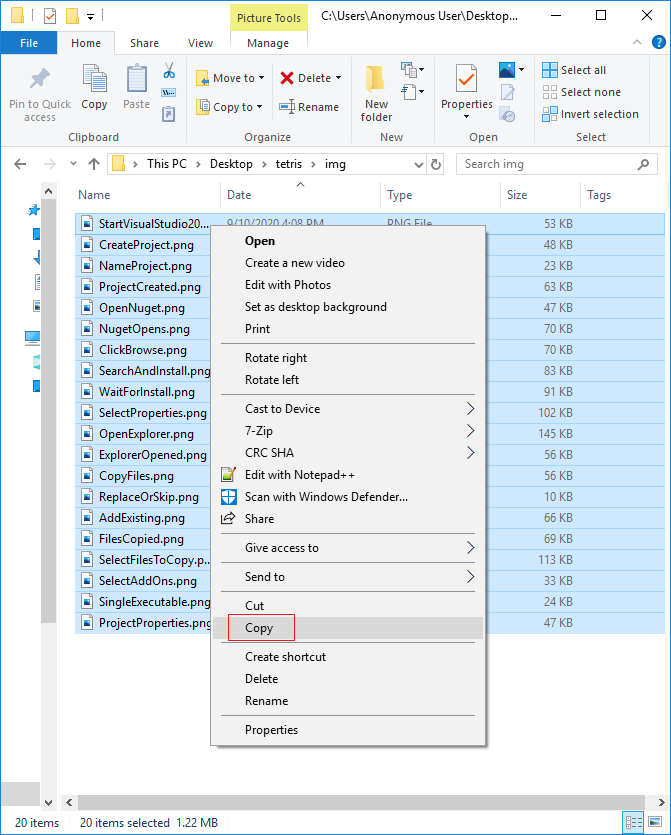 Picture Tools
C:\Users\Anonymous User\Desktop...
File
Home
Share
View
Manage
Pin to Quick access
Copy
Paste
Move to
Copy to
Delete
Rename
New folder
Properties
Select all
Select none
Invert selection
Clipboard
Organize
New
Open
Select
This PC
Desktop
tetris
img
Search img
Name
Date
Type
Size
Tags
StartVisualStudio20... 9/10/2020 4:08 PM PNG File 53 KB
CreateProject.png 48 KB
NameProject.png 23 KB
ProjectCreated.png 63 KB
OpenNuget.png 47 KB
NugetOpens.png 70 KB
ClickBrowse.png 70 KB
SearchAndInstall.png 83 KB
WaitForInstall.png 91 KB
SelectProperties.png 102 KB
OpenExplorer.png 145 KB
ExplorerOpened.png 56 KB
CopyFiles.png 56 KB
ReplaceOrSkip.png 10 KB
AddExisting.png 66 KB
FilesCopied.png 69 KB
SelectFilesToCopy.p... 113 KB
SelectAddOns.png 33 KB
SingleExecutable.png 24 KB
ProjectProperties.png 47 KB
Open
Create a new video
Edit with Photos
Set as desktop background
Print
Rotate right
Rotate left
Cast to Device
7-Zip
CRC SHA
Edit with Notepad++
Scan with Windows Defender...
Share
Give access to
Send to
Cut
Copy
Create shortcut
Delete
Rename
Properties
20 items
20 items selected 1.22 MB